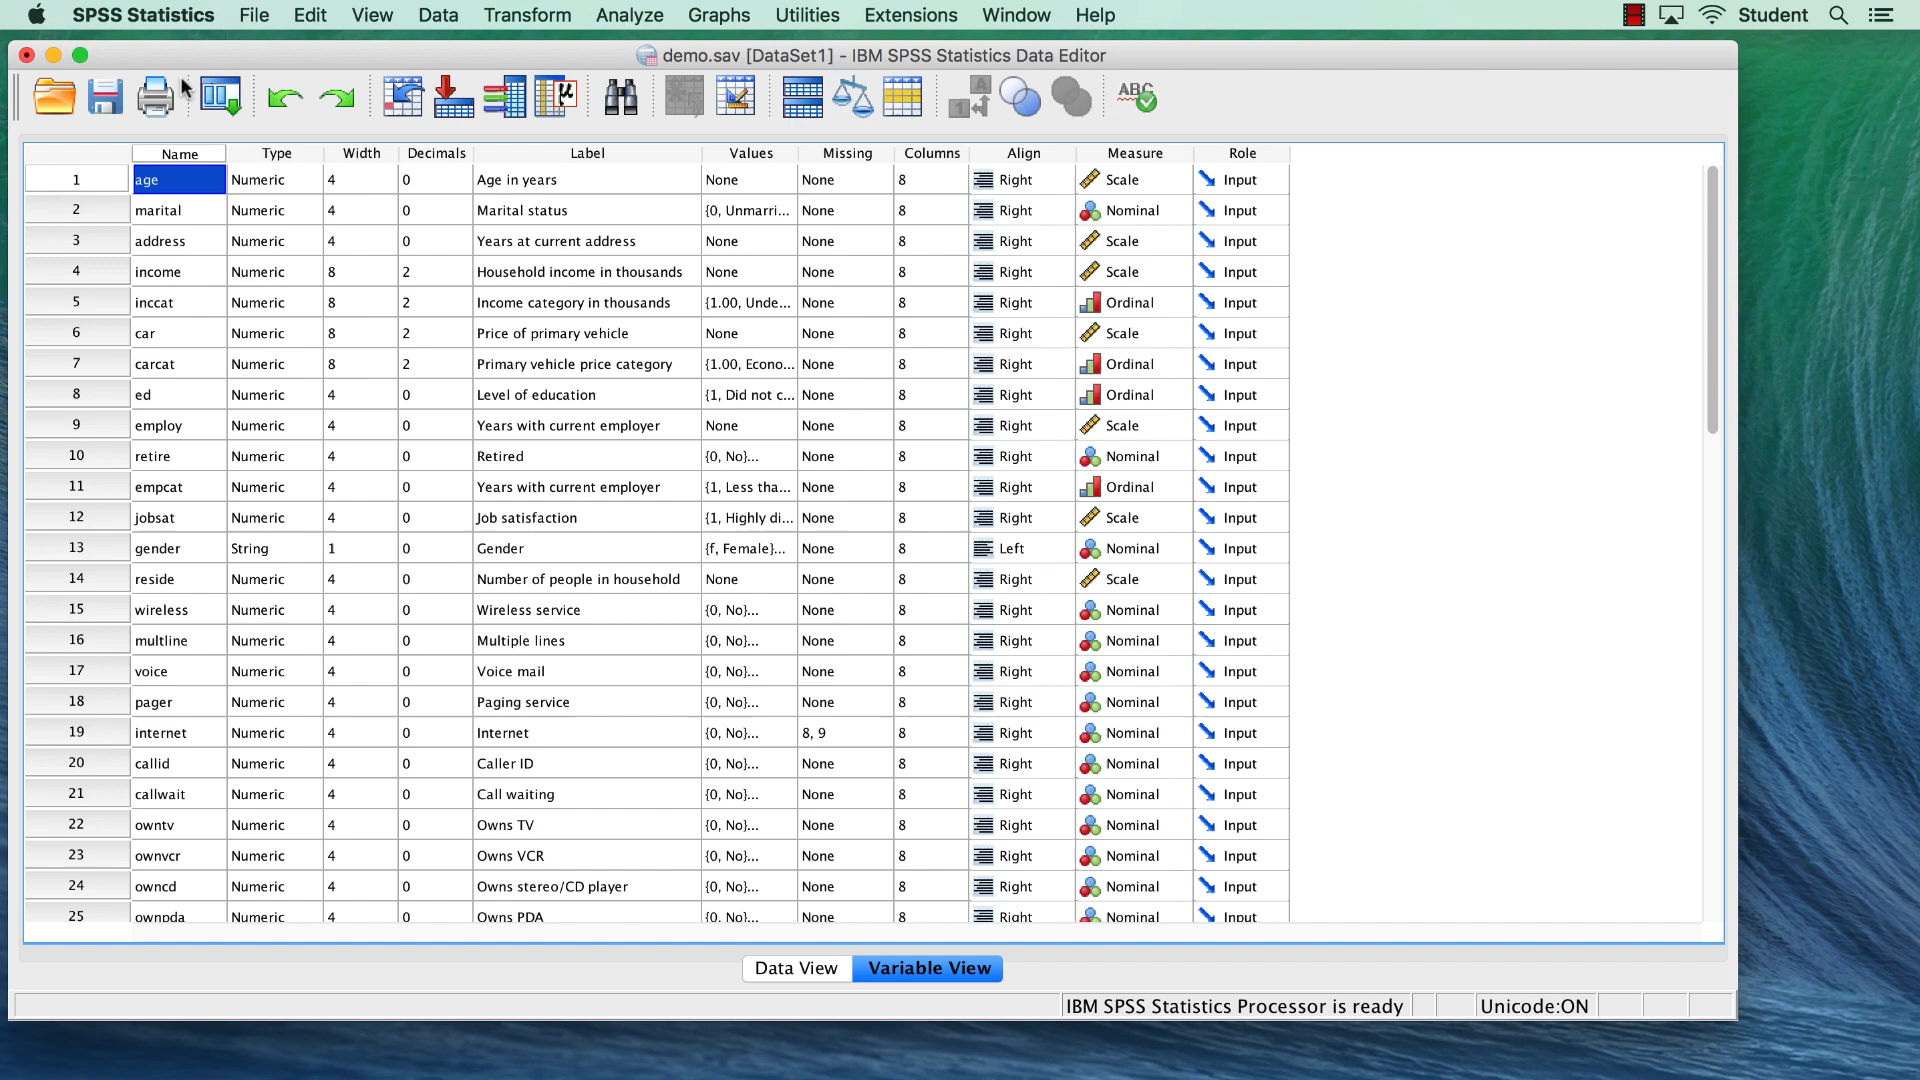 SPSS Statistics File Edit View Data Transform Analyze Graphs Utilities Extensions Window Help Student
demo.sav [DataSet1] - IBM SPSS Statistics Data Editor
A
1
μ
ABC
Name Type Width Decimals Label Values Missing Columns Align Measure Role
1 age Numeric 4 0 Age in years None None 8 Right Scale Input
2 marital Numeric 4 0 Marital status {0, Unmarri... None 8 Right Nominal Input
3 address Numeric 4 0 Years at current address None None 8 Right Scale Input
4 income Numeric 8 2 Household income in thousands None None 8 Right Scale Input
5 inccat Numeric 8 2 Income category in thousands {1.00, Unde... None 8 Right Ordinal Input
6 car Numeric 8 2 Price of primary vehicle None None 8 Right Scale Input
7 carcat Numeric 8 2 Primary vehicle price category {1.00, Econo... None 8 Right Ordinal Input
8 ed Numeric 4 0 Level of education {1, Did not c... None 8 Right Ordinal Input
9 employ Numeric 4 0 Years with current employer None None 8 Right Scale Input
10 retire Numeric 4 0 Retired {0, No}... None 8 Right Nominal Input
11 empcat Numeric 4 0 Years with current employer {1, Less tha... None 8 Right Ordinal Input
12 jobsat Numeric 4 0 Job satisfaction {1, Highly di... None 8 Right Scale Input
13 gender String 1 0 Gender {f, Female}... None 8 Left Nominal Input
14 reside Numeric 4 0 Number of people in household None None 8 Right Scale Input
15 wireless Numeric 4 0 Wireless service {0, No}... None 8 Right Nominal Input
16 multline Numeric 4 0 Multiple lines {0, No}... None 8 Right Nominal Input
17 voice Numeric 4 0 Voice mail {0, No}... None 8 Right Nominal Input
18 pager Numeric 4 0 Paging service {0, No}... None 8 Right Nominal Input
19 internet Numeric 4 0 Internet {0, No}... 8, 9 8 Right Nominal Input
20 callid Numeric 4 0 Caller ID {0, No}... None 8 Right Nominal Input
21 callwait Numeric 4 0 Call waiting {0, No}... None 8 Right Nominal Input
22 owntv Numeric 4 0 Owns TV {0, No}... None 8 Right Nominal Input
23 ownvcr Numeric 4 0 Owns VCR {0, No}... None 8 Right Nominal Input
24 owncd Numeric 4 0 Owns stereo/CD player {0, No}... None 8 Right Nominal Input
25 ownpda Numeric 4 0 Owns PDA {0, No}... None 8 Right Nominal Input
Data View Variable View
IBM SPSS Statistics Processor is ready Unicode:ON